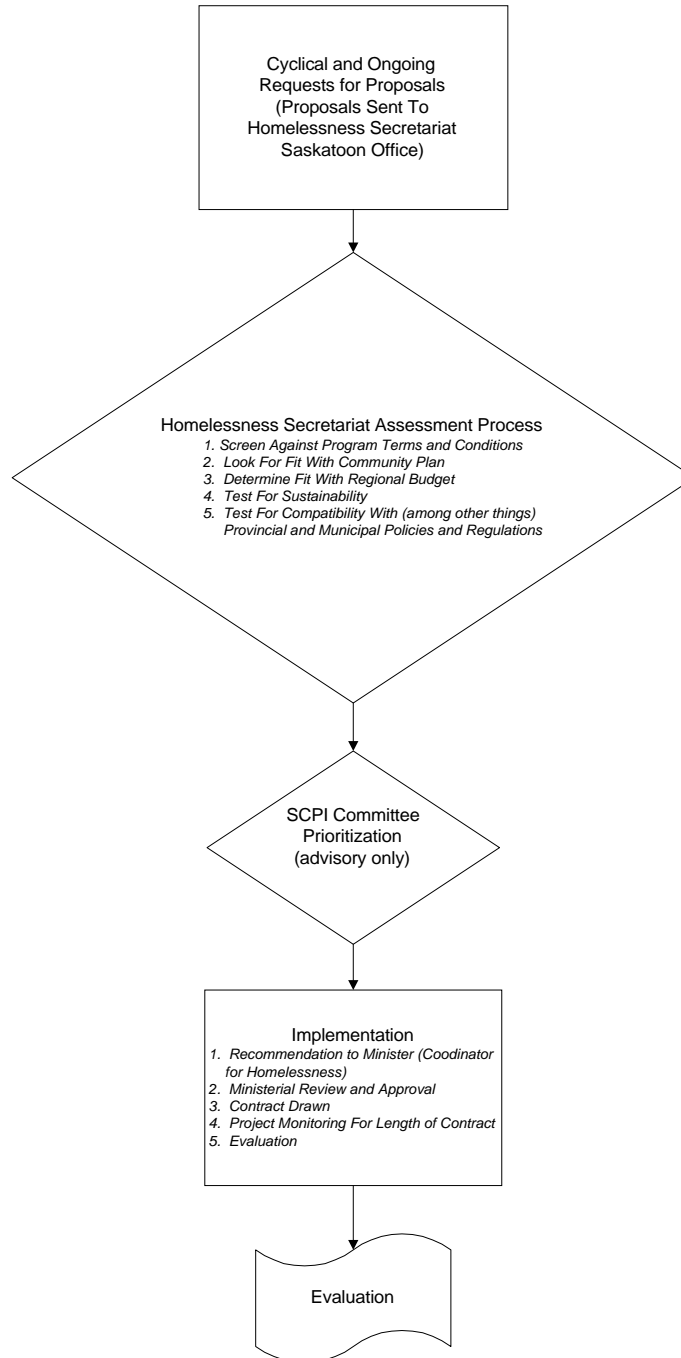 Cyclical and Ongoing
Requests for Proposals
(Proposals Sent To
Homelessness Secretariat
Saskatoon Office)
Homelessness Secretariat Assessment Process
1. Screen Against Program Terms and Conditions
2. Look For Fit With Community Plan
3. Determine Fit With Regional Budget
4. Test For Sustainability
5. Test For Compatibility With (among other things)
Provincial and Municipal Policies and Regulations
SCPI Committee
Prioritization
(advisory only)
Implementation
1. Recommendation to Minister (Coodinator
for Homelessness)
2. Ministerial Review and Approval
3. Contract Drawn
4. Project Monitoring For Length of Contract
5. Evaluation
Evaluation